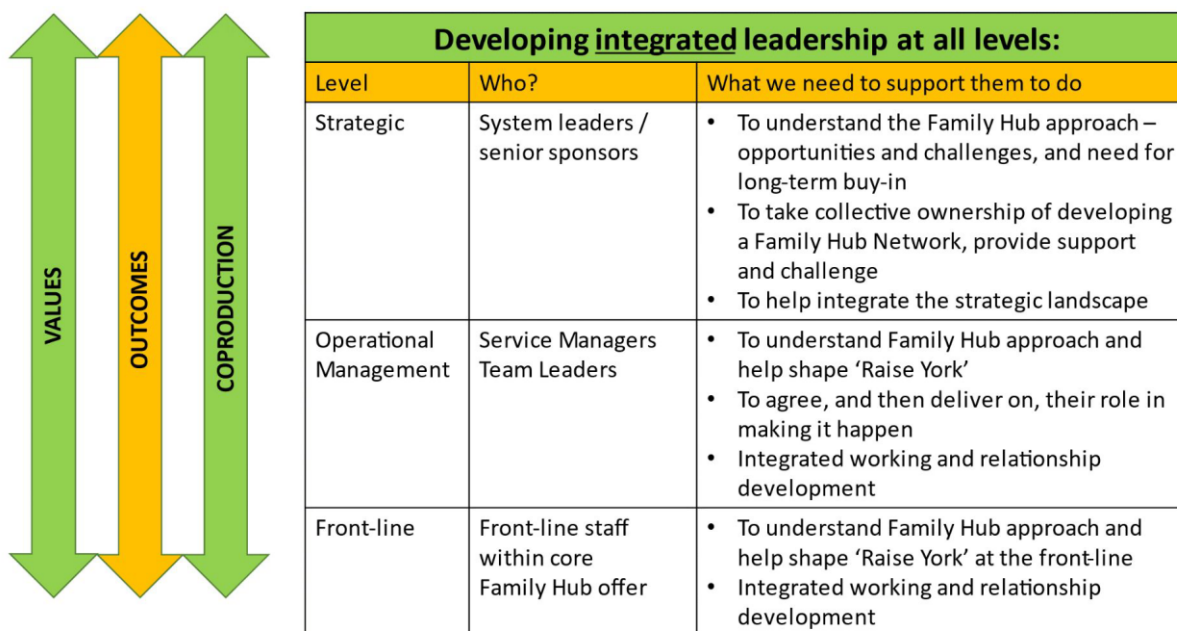 VALUES
OUTCOMES
COPRODUCTION
Developing integrated leadership at all levels:
Level
Who?
What we need to support them to do
Strategic
System leaders /
senior sponsors
• To understand the Family Hub approach –
opportunities and challenges, and need for
long-term buy-in
• To take collective ownership of developing
a Family Hub Network, provide support
and challenge
• To help integrate the strategic landscape
Operational
Management
Service Managers
Team Leaders
• To understand Family Hub approach and
help shape ‘Raise York’
• To agree, and then deliver on, their role in
making it happen
• Integrated working and relationship
development
Front-line
Front-line staff
within core
Family Hub offer
• To understand Family Hub approach and
help shape ‘Raise York’ at the front-line
• Integrated working and relationship
development